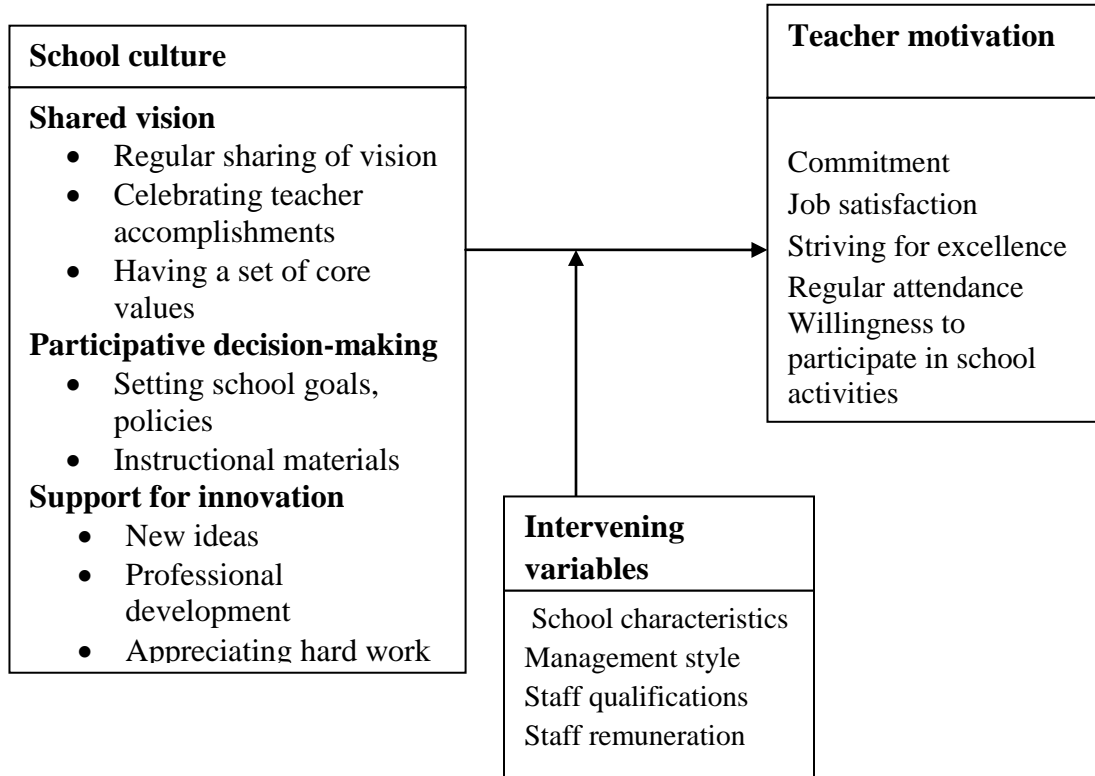 School culture
Shared vision
• Regular sharing of vision
• Celebrating teacher
accomplishments
• Having a set of core
values
Participative decision-making
• Setting school goals,
policies
• Instructional materials
Support for innovation
• New ideas
• Professional
development
• Appreciating hard work
Teacher motivation
Commitment
Job satisfaction
Striving for excellence
Regular attendance
Willingness to
participate in school
activities
Intervening
variables
School characteristics
Management style
Staff qualifications
Staff remuneration